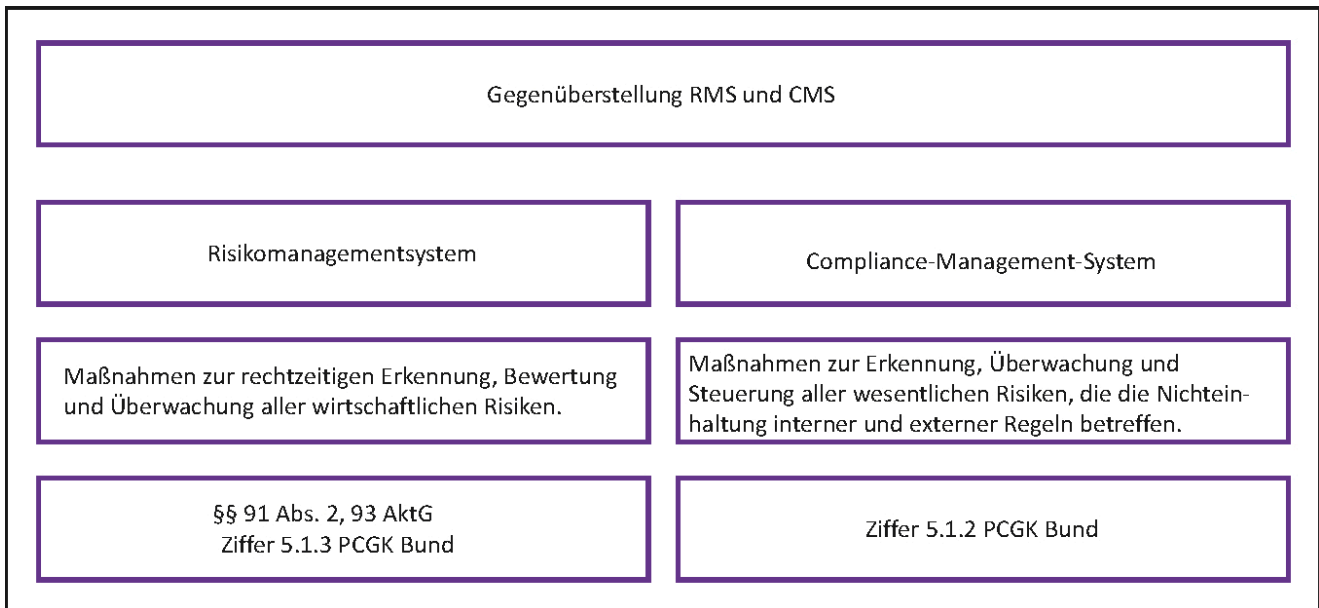 Gegenüberstellung RMS und CMS
Risikomanagementsystem
Compliance-Management-System
Maßnahmen zur rechtzeitigen Erkennung, Bewertung
und Überwachung aller wirtschaftlichen Risiken.
Maßnahmen zur Erkennung, Überwachung und
Steuerung aller wesentlichen Risiken, die die Nichtein-
haltung interner und externer Regeln betreffen.
§§ 91 Abs. 2, 93 AktG
Ziffer 5.1.3 PCGK Bund
Ziffer 5.1.2 PCGK Bund